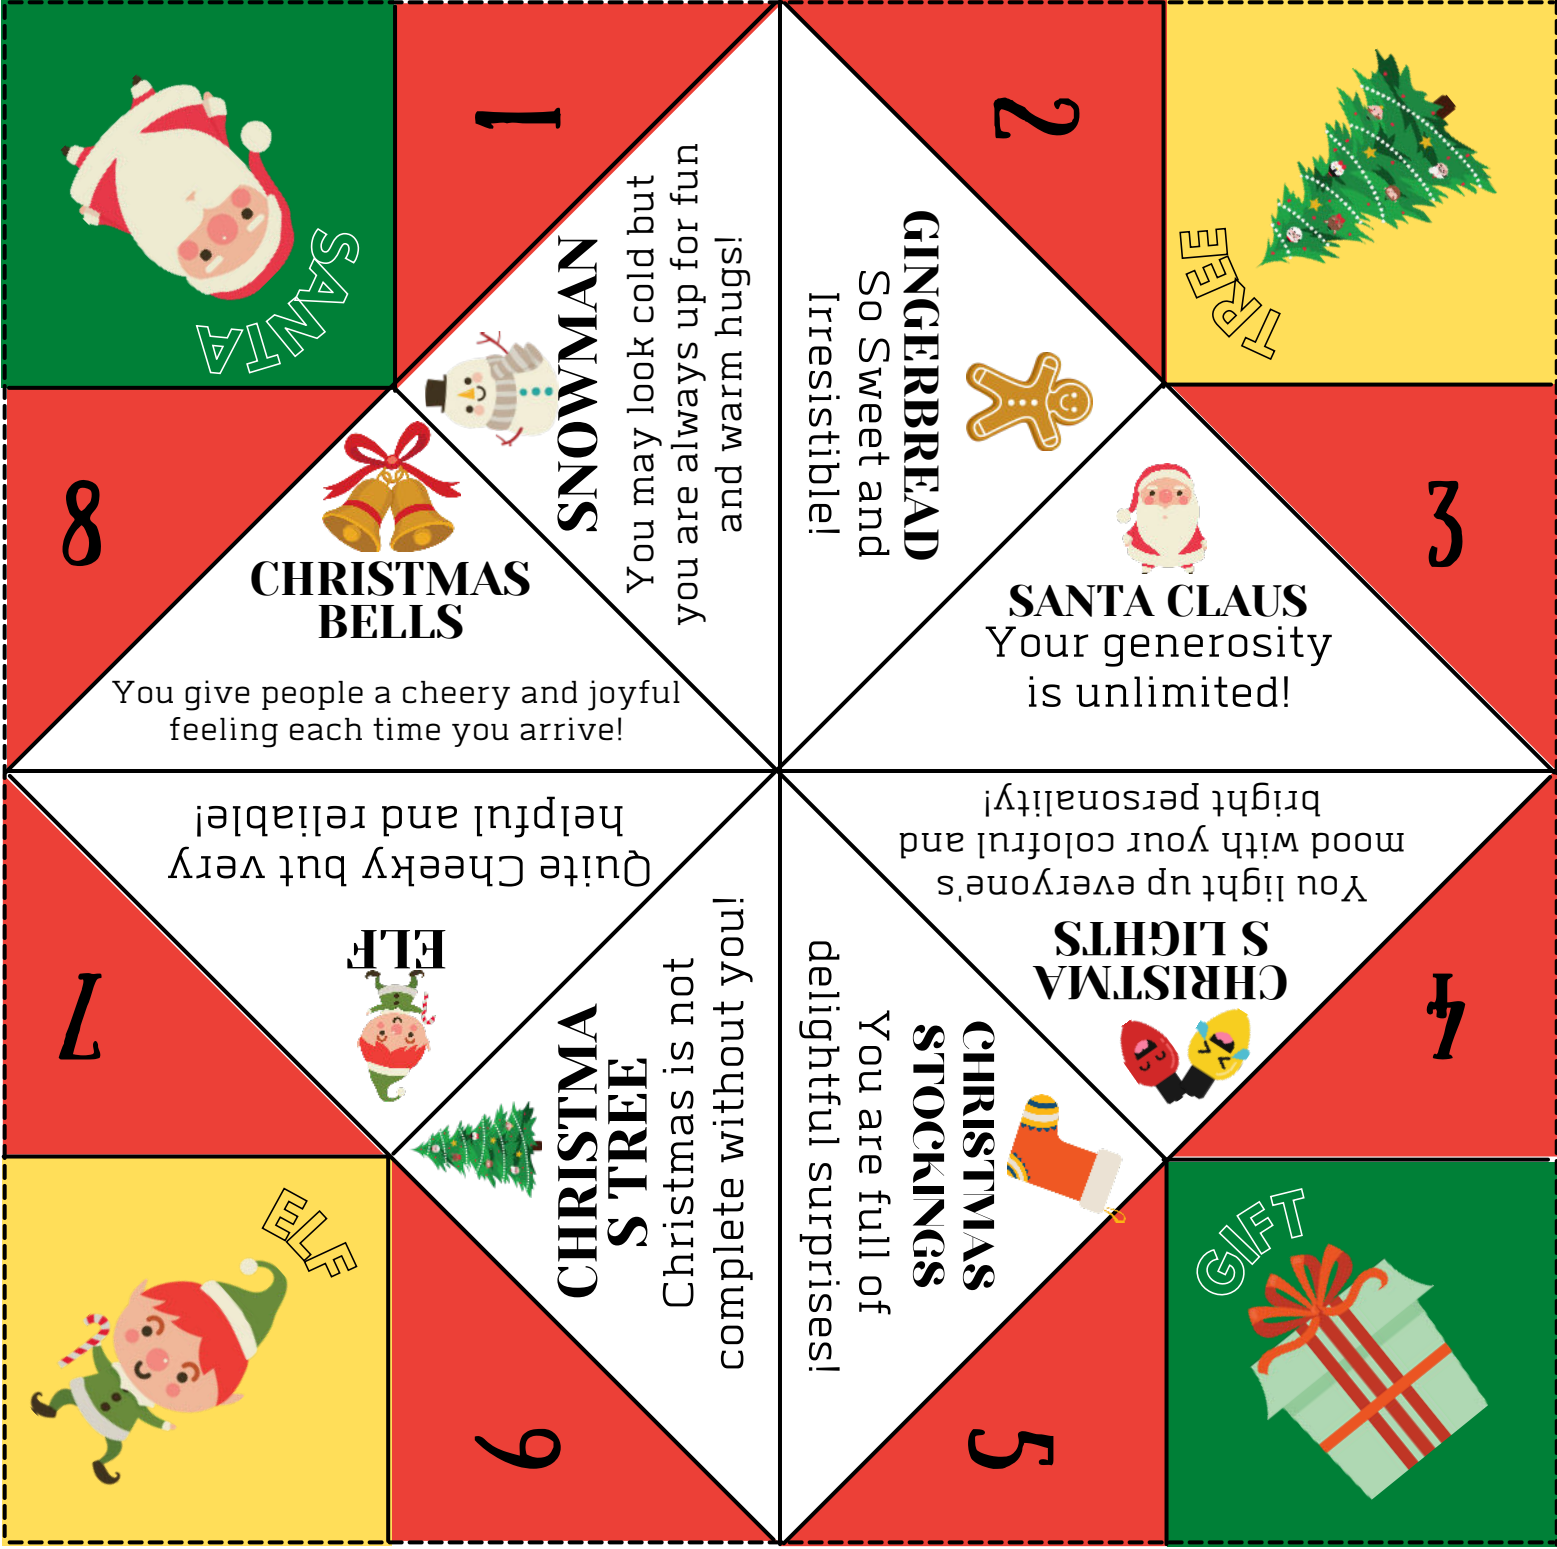 SANTA
1
2
TREE
SNOWMAN
You may look cold but
you are always up for fun
and warm hugs!
GINGERBREAD
So Sweet and
Irresistible!
8
CHRISTMAS
BELLS
You give people a cheery and joyful
feeling each time you arrive!
SANTA CLAUS
Your generosity
is unlimited!
3
7
ELF
Quite Cheeky but very
helpful and reliable!
CHRISTMA
S LIGHTS
You light up everyone's
mood with your colofrful and
bright personality!
4
CHRISTMA
S TREE
Christmas is not
complete without you!
CHRISTMAS
STOCKINGS
You are full of
delightful surprises!
ELF
6
5
GIFT